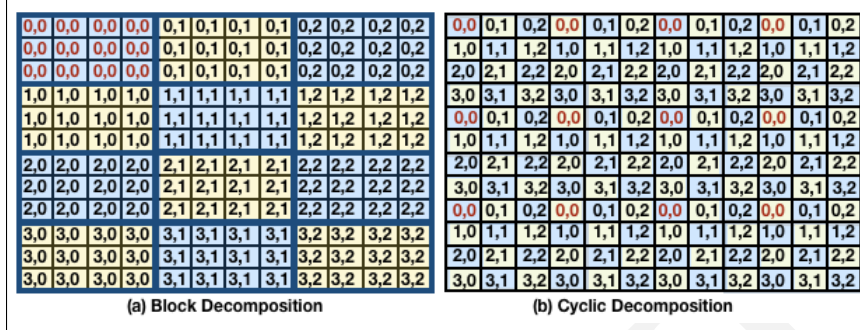 0,0 0,0 0,0 0,0 0,1 0,1 0,1 0,1 0,2 0,2 0,2 0,2
0,0 0,0 0,0 0,0 0,1 0,1 0,1 0,1 0,2 0,2 0,2 0,2
0,0 0,0 0,0 0,0 0,1 0,1 0,1 0,1 0,2 0,2 0,2 0,2
1,0 1,0 1,0 1,0 1,1 1,1 1,1 1,1 1,2 1,2 1,2 1,2
1,0 1,0 1,0 1,0 1,1 1,1 1,1 1,1 1,2 1,2 1,2 1,2
1,0 1,0 1,0 1,0 1,1 1,1 1,1 1,1 1,2 1,2 1,2 1,2
2,0 2,0 2,0 2,0 2,1 2,1 2,1 2,1 2,2 2,2 2,2 2,2
2,0 2,0 2,0 2,0 2,1 2,1 2,1 2,1 2,2 2,2 2,2 2,2
2,0 2,0 2,0 2,0 2,1 2,1 2,1 2,1 2,2 2,2 2,2 2,2
3,0 3,0 3,0 3,0 3,1 3,1 3,1 3,1 3,2 3,2 3,2 3,2
3,0 3,0 3,0 3,0 3,1 3,1 3,1 3,1 3,2 3,2 3,2 3,2
3,0 3,0 3,0 3,0 3,1 3,1 3,1 3,1 3,2 3,2 3,2 3,2
(a) Block Decomposition
0,0 0,1 0,2 0,0 0,1 0,2 0,0 0,1 0,2 0,0 0,1 0,2
1,0 1,1 1,2 1,0 1,1 1,2 1,0 1,1 1,2 1,0 1,1 1,2
2,0 2,1 2,2 2,0 2,1 2,2 2,0 2,1 2,2 2,0 2,1 2,2
3,0 3,1 3,2 3,0 3,1 3,2 3,0 3,1 3,2 3,0 3,1 3,2
0,0 0,1 0,2 0,0 0,1 0,2 0,0 0,1 0,2 0,0 0,1 0,2
1,0 1,1 1,2 1,0 1,1 1,2 1,0 1,1 1,2 1,0 1,1 1,2
2,0 2,1 2,2 2,0 2,1 2,2 2,0 2,1 2,2 2,0 2,1 2,2
3,0 3,1 3,2 3,0 3,1 3,2 3,0 3,1 3,2 3,0 3,1 3,2
0,0 0,1 0,2 0,0 0,1 0,2 0,0 0,1 0,2 0,0 0,1 0,2
1,0 1,1 1,2 1,0 1,1 1,2 1,0 1,1 1,2 1,0 1,1 1,2
2,0 2,1 2,2 2,0 2,1 2,2 2,0 2,1 2,2 2,0 2,1 2,2
3,0 3,1 3,2 3,0 3,1 3,2 3,0 3,1 3,2 3,0 3,1 3,2
(b) Cyclic Decomposition